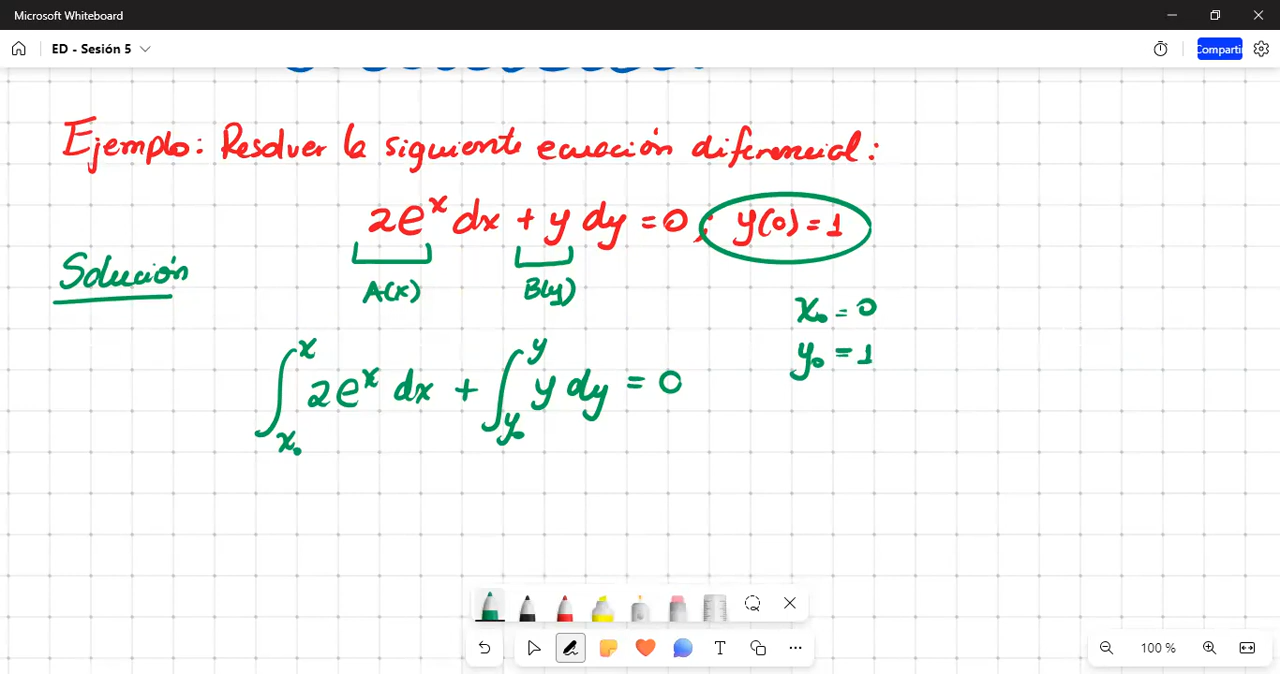 Microsoft Whiteboard
ED - Sesión 5
Compartir
Ejemplo: Resolver la siguiente ecuación diferencial:
2e^x dx + y dy = 0; y(0) = 1
Solución
A(x) B(y)
x₀ = 0
y₀ = 1
∫_{x₀}^{x} 2e^x dx + ∫_{y₀}^{y} y dy = 0
T
100 %